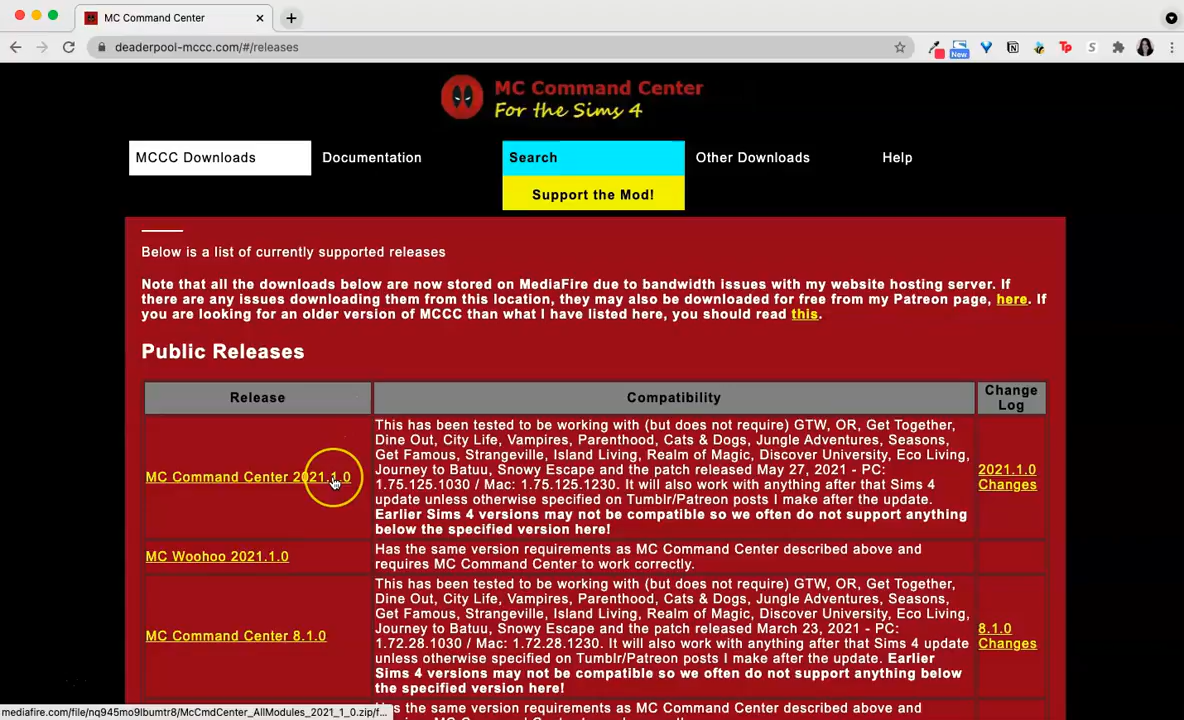 MC Command Center
deaderpool-mccc.com/#/releases
New
Tp
S
MC Command Center
For the Sims 4
MCCC Downloads
Documentation
Search
Other Downloads
Help
Support the Mod!
Below is a list of currently supported releases
Note that all the downloads below are now stored on MediaFire due to bandwidth issues with my website hosting server. If
there are any issues downloading them from this location, they may also be downloaded for free from my Patreon page, here. If
you are looking for an older version of MCCC than what I have listed here, you should read this.
Public Releases
Release
Compatibility
Change
Log
MC Command Center 2021.1.0
This has been tested to be working with (but does not require) GTW, OR, Get Together,
Dine Out, City Life, Vampires, Parenthood, Cats & Dogs, Jungle Adventures, Seasons,
Get Famous, Strangeville, Island Living, Realm of Magic, Discover University, Eco Living,
Journey to Batuu, Snowy Escape and the patch released May 27, 2021 - PC:
1.75.125.1030 / Mac: 1.75.125.1230. It will also work with anything after that Sims 4
update unless otherwise specified on Tumblr/Patreon posts I make after the update.
Earlier Sims 4 versions may not be compatible so we often do not support anything
below the specified version here!
2021.1.0
Changes
MC Woohoo 2021.1.0
Has the same version requirements as MC Command Center described above and
requires MC Command Center to work correctly.
MC Command Center 8.1.0
This has been tested to be working with (but does not require) GTW, OR, Get Together,
Dine Out, City Life, Vampires, Parenthood, Cats & Dogs, Jungle Adventures, Seasons,
Get Famous, Strangeville, Island Living, Realm of Magic, Discover University, Eco Living,
Journey to Batuu, Snowy Escape and the patch released March 23, 2021 - PC:
1.72.28.1030 / Mac: 1.72.28.1230. It will also work with anything after that Sims 4 update
unless otherwise specified on Tumblr/Patreon posts I make after the update. Earlier
Sims 4 versions may not be compatible so we often do not support anything below
the specified version here!
8.1.0
Changes
Has the same version requirements as MC Command Center described above and
mediafire.com/file/nq945mo9lbumtr8/McCmdCenter_AllModules_2021_1_0.zip/f...